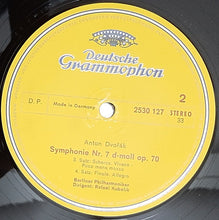 Deutsche
Grammophon
D.P.
Made in Germany
2530 127
STEREO
33
2
Anton Dvořák
Symphonie Nr. 7 d-moll op. 70
3. Satz: Scherzo. Vivace -
Poco meno mosso
4. Satz: Finale. Allegro
Berliner Philharmoniker
Dirigent: Rafael Kubelik